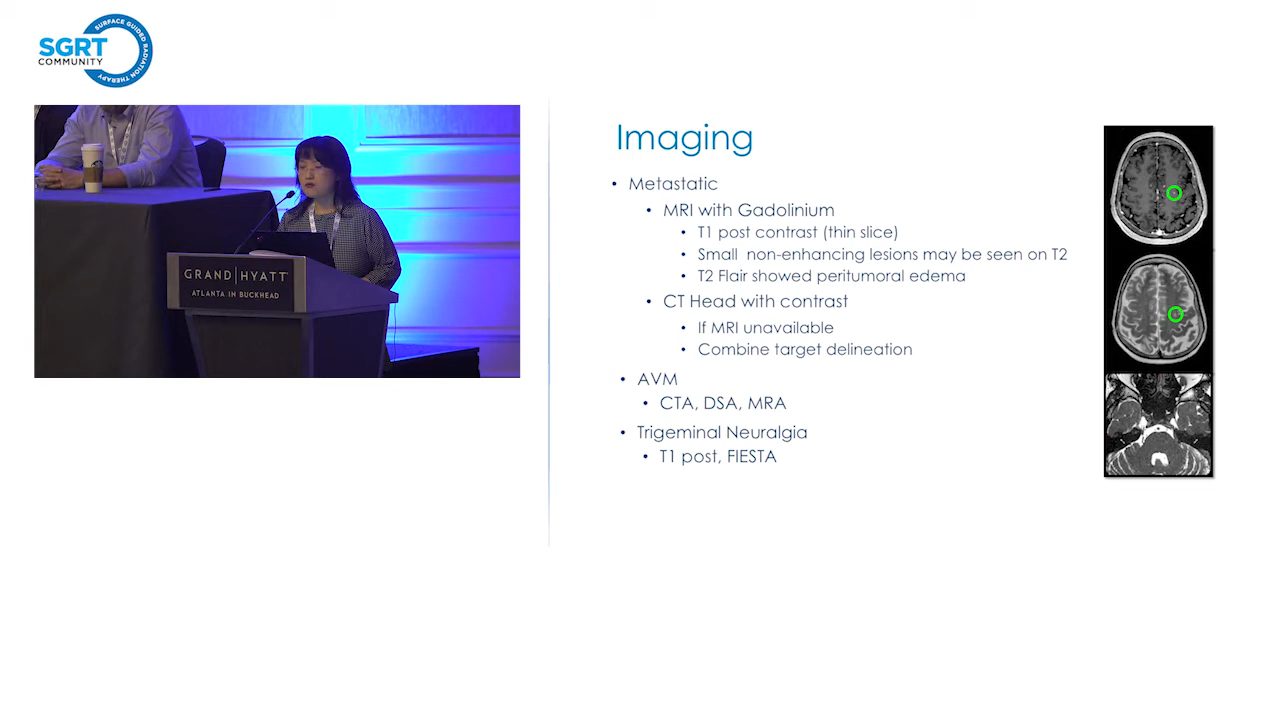 SURFACE GUIDED
RADIATION THERAPY
SGRT
COMMUNITY
GRAND HYATT
ATLANTA IN BUCKHEAD
Imaging
• Metastatic
• MRI with Gadolinium
• T1 post contrast (thin slice)
• Small non-enhancing lesions may be seen on T2
• T2 Flair showed peritumoral edema
• CT Head with contrast
• If MRI unavailable
• Combine target delineation
• AVM
• CTA, DSA, MRA
• Trigeminal Neuralgia
• T1 post, FIESTA